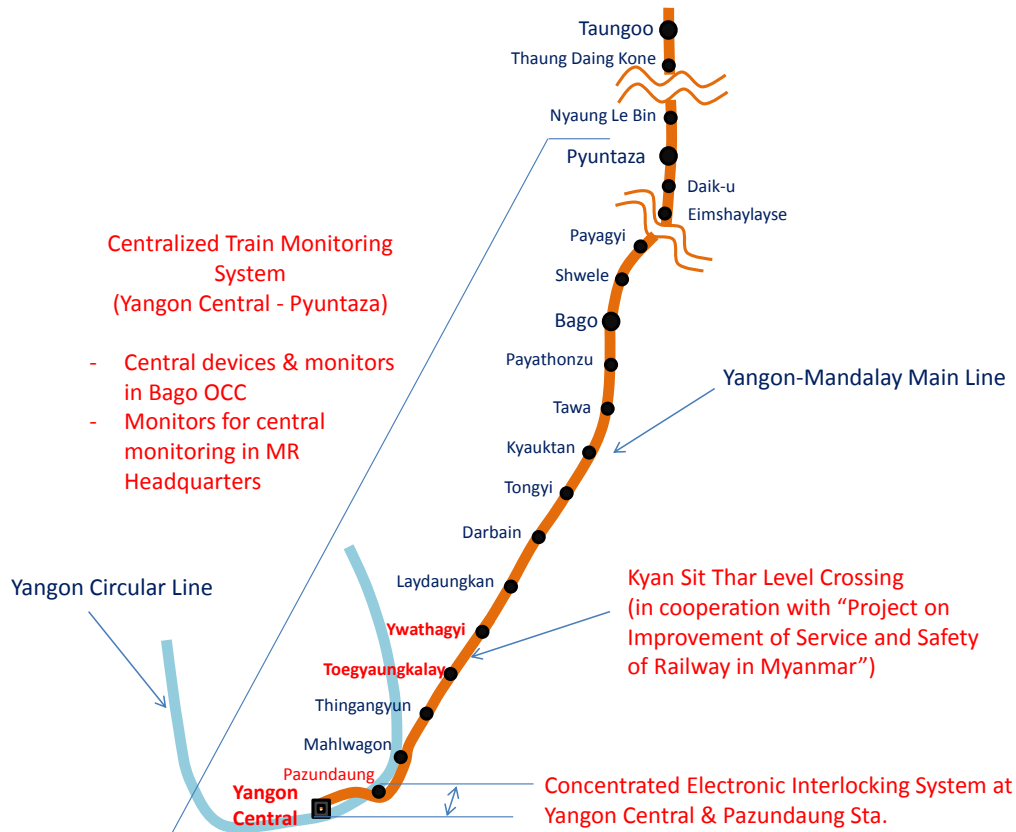 Taungoo
Thaung Daing Kone
Nyaung Le Bin
Pyuntaza
Daik-u
Eimshaylayse
Payagyi
Shwele
Bago
Payathonzu
Tawa
Kyauktan
Tongyi
Darbain
Laydaungkan
Ywathagyi
Toegyaungkalay
Thingangyun
Mahlwagon
Pazundaung
Yangon
Central
Centralized Train Monitoring
System
(Yangon Central - Pyuntaza)
- Central devices & monitors
in Bago OCC
- Monitors for central
monitoring in MR
Headquarters
Yangon-Mandalay Main Line
Yangon Circular Line
Kyan Sit Thar Level Crossing
(in cooperation with “Project on
Improvement of Service and Safety
of Railway in Myanmar”)
Concentrated Electronic Interlocking System at
Yangon Central & Pazundaung Sta.